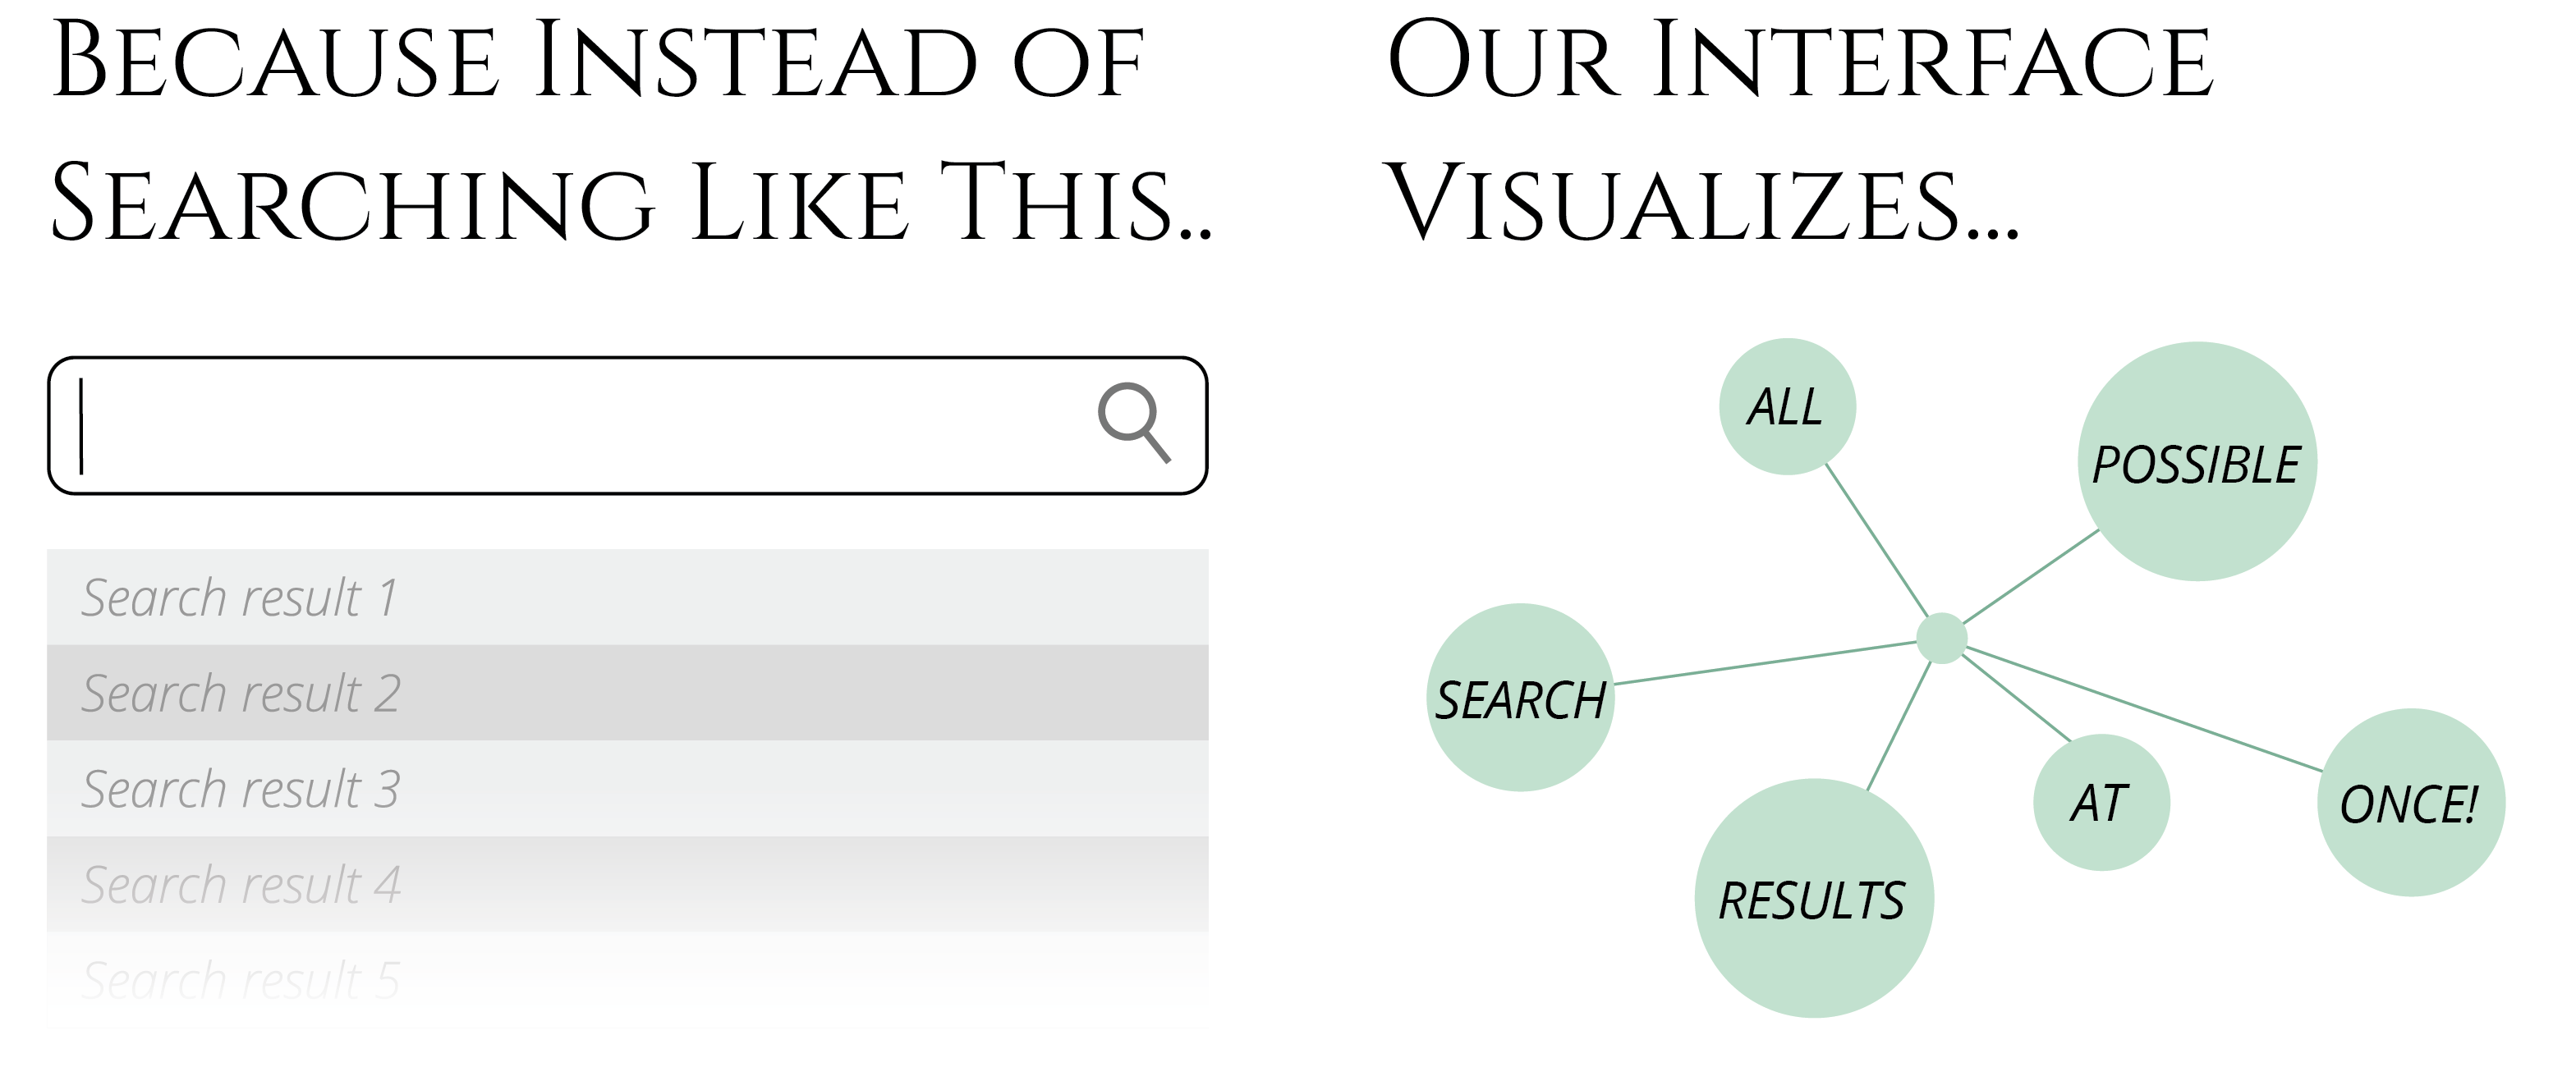 Because Instead of
Searching Like This..
Search result 1
Search result 2
Search result 3
Search result 4
Search result 5
Our Interface
Visualizes...
ALL
POSSIBLE
SEARCH
RESULTS
AT
ONCE!